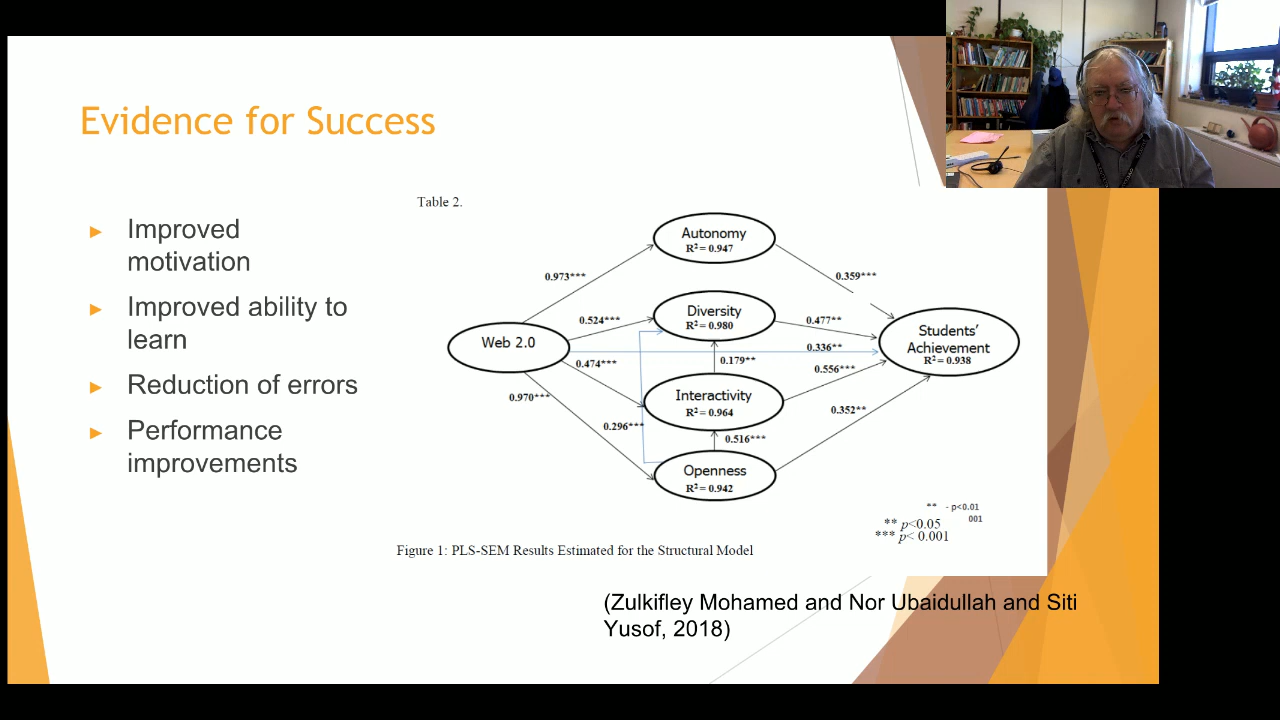 Evidence for Success
► Improved
motivation
► Improved ability to
learn
► Reduction of errors
► Performance
improvements
Table 2.
Autonomy
R² = 0.947
0.973***
0.359***
Diversity
R² = 0.980
0.524***
0.477**
Web 2.0
Students’
Achievement
R² = 0.938
0.336**
0.474***
0.179**
0.556***
Interactivity
R² = 0.964
0.970***
0.352**
0.296***
0.516***
Openness
R² = 0.942
** - p<0.01
001
** p<0.05
*** p< 0.001
Figure 1: PLS-SEM Results Estimated for the Structural Model
(Zulkifley Mohamed and Nor Ubaidullah and Siti
Yusof, 2018)